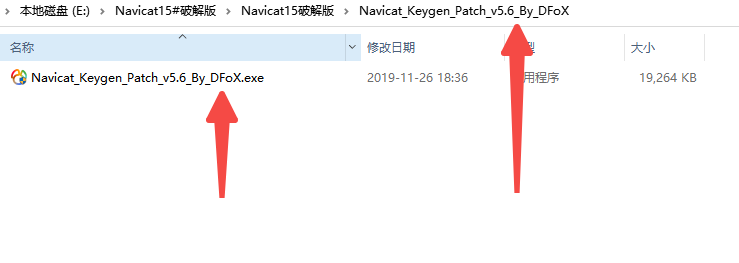 本地磁盘 (E:) > Navicat15#破解版 > Navicat15破解版 > Navicat_Keygen_Patch_v5.6_By_DFoX
名称 修改日期 型 大小
Navicat_Keygen_Patch_v5.6_By_DFoX.exe 2019-11-26 18:36 用程序 19,264 KB